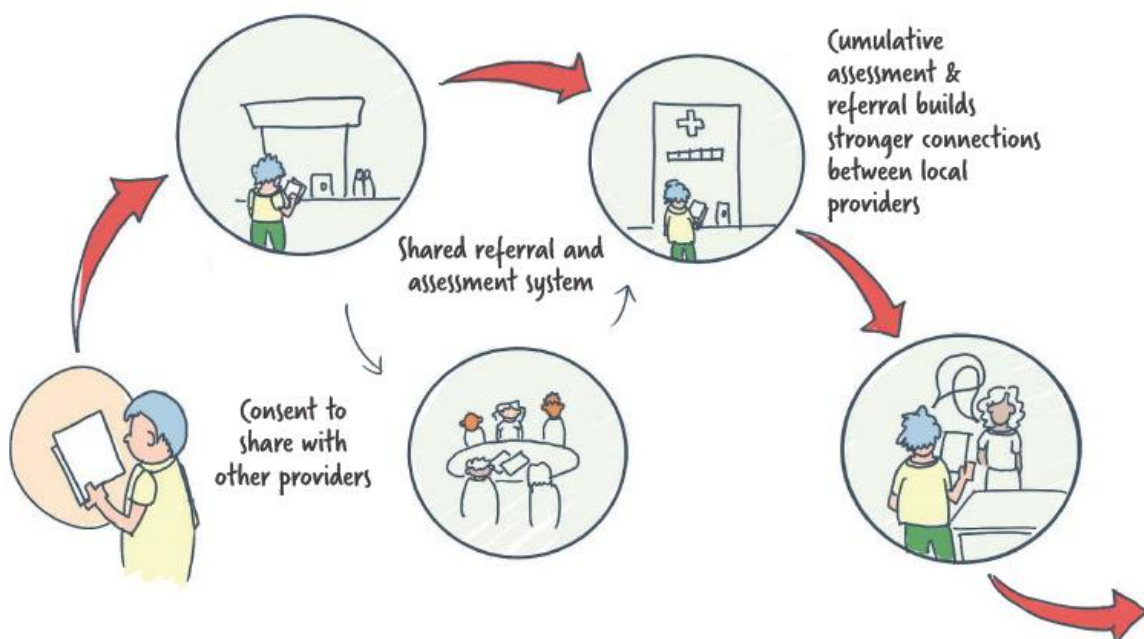 Cumulative
assessment &
referral builds
stronger connections
between local
providers
Shared referral and
assessment system
Consent to
share with
other providers